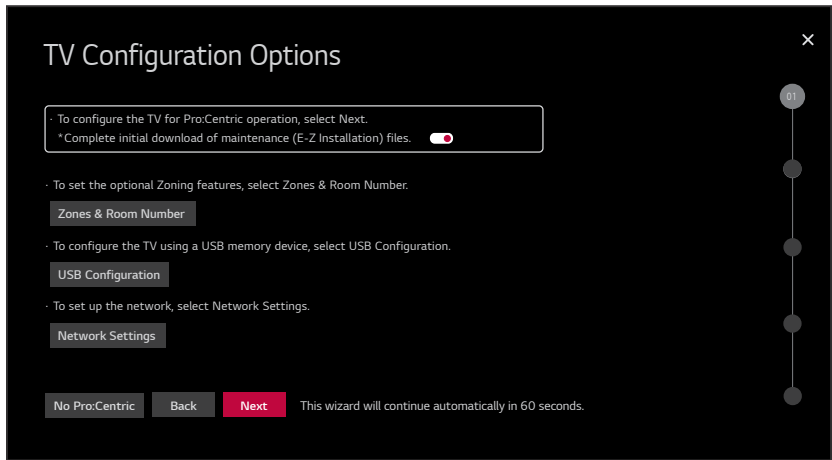 TV Configuration Options
01
· To configure the TV for Pro:Centric operation, select Next.
*Complete initial download of maintenance (E-Z Installation) files.
· To set the optional Zoning features, select Zones & Room Number.
Zones & Room Number
· To configure the TV using a USB memory device, select USB Configuration.
USB Configuration
· To set up the network, select Network Settings.
Network Settings
No Pro:Centric Back Next This wizard will continue automatically in 60 seconds.